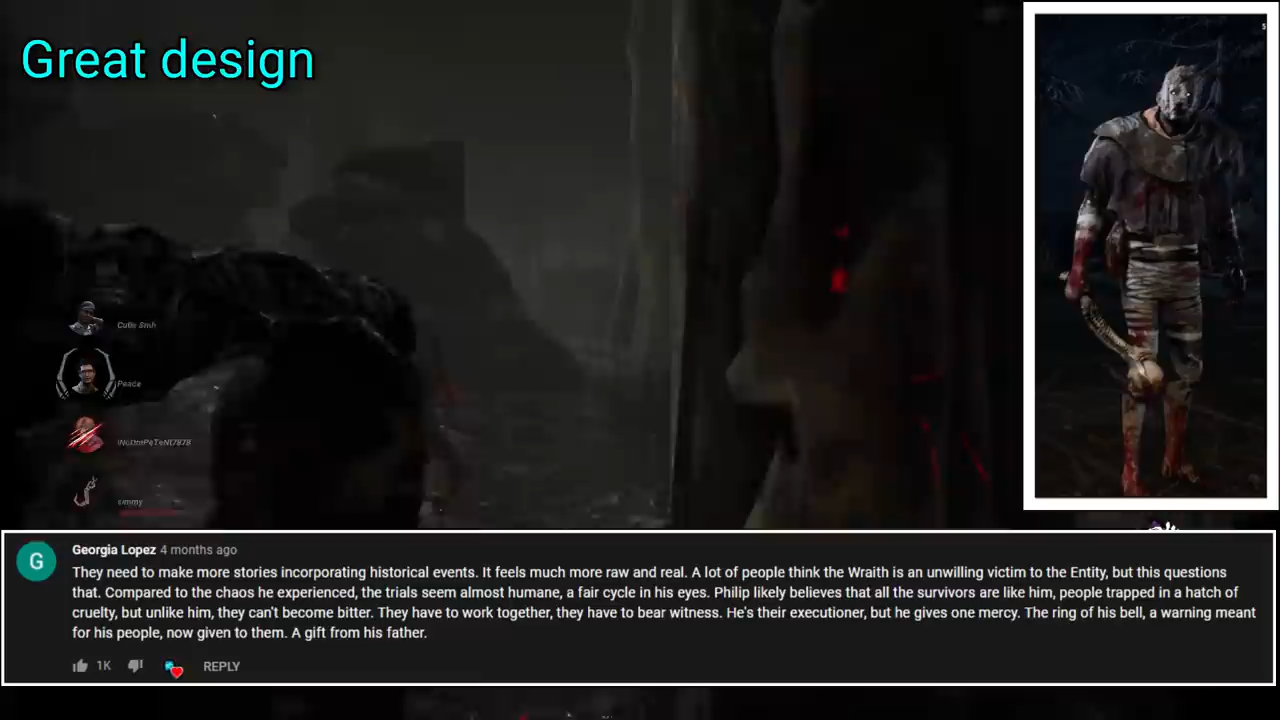 Great design
Peace
Georgia Lopez 4 months ago
They need to make more stories incorporating historical events. It feels much more raw and real. A lot of people think the Wraith is an unwilling victim to the Entity, but this questions
that. Compared to the chaos he experienced, the trials seem almost humane, a fair cycle in his eyes. Philip likely believes that all the survivors are like him, people trapped in a hatch of
cruelty, but unlike him, they can't become bitter. They have to work together, they have to bear witness. He's their executioner, but he gives one mercy. The ring of his bell, a warning meant
for his people, now given to them. A gift from his father.
G
1K
REPLY